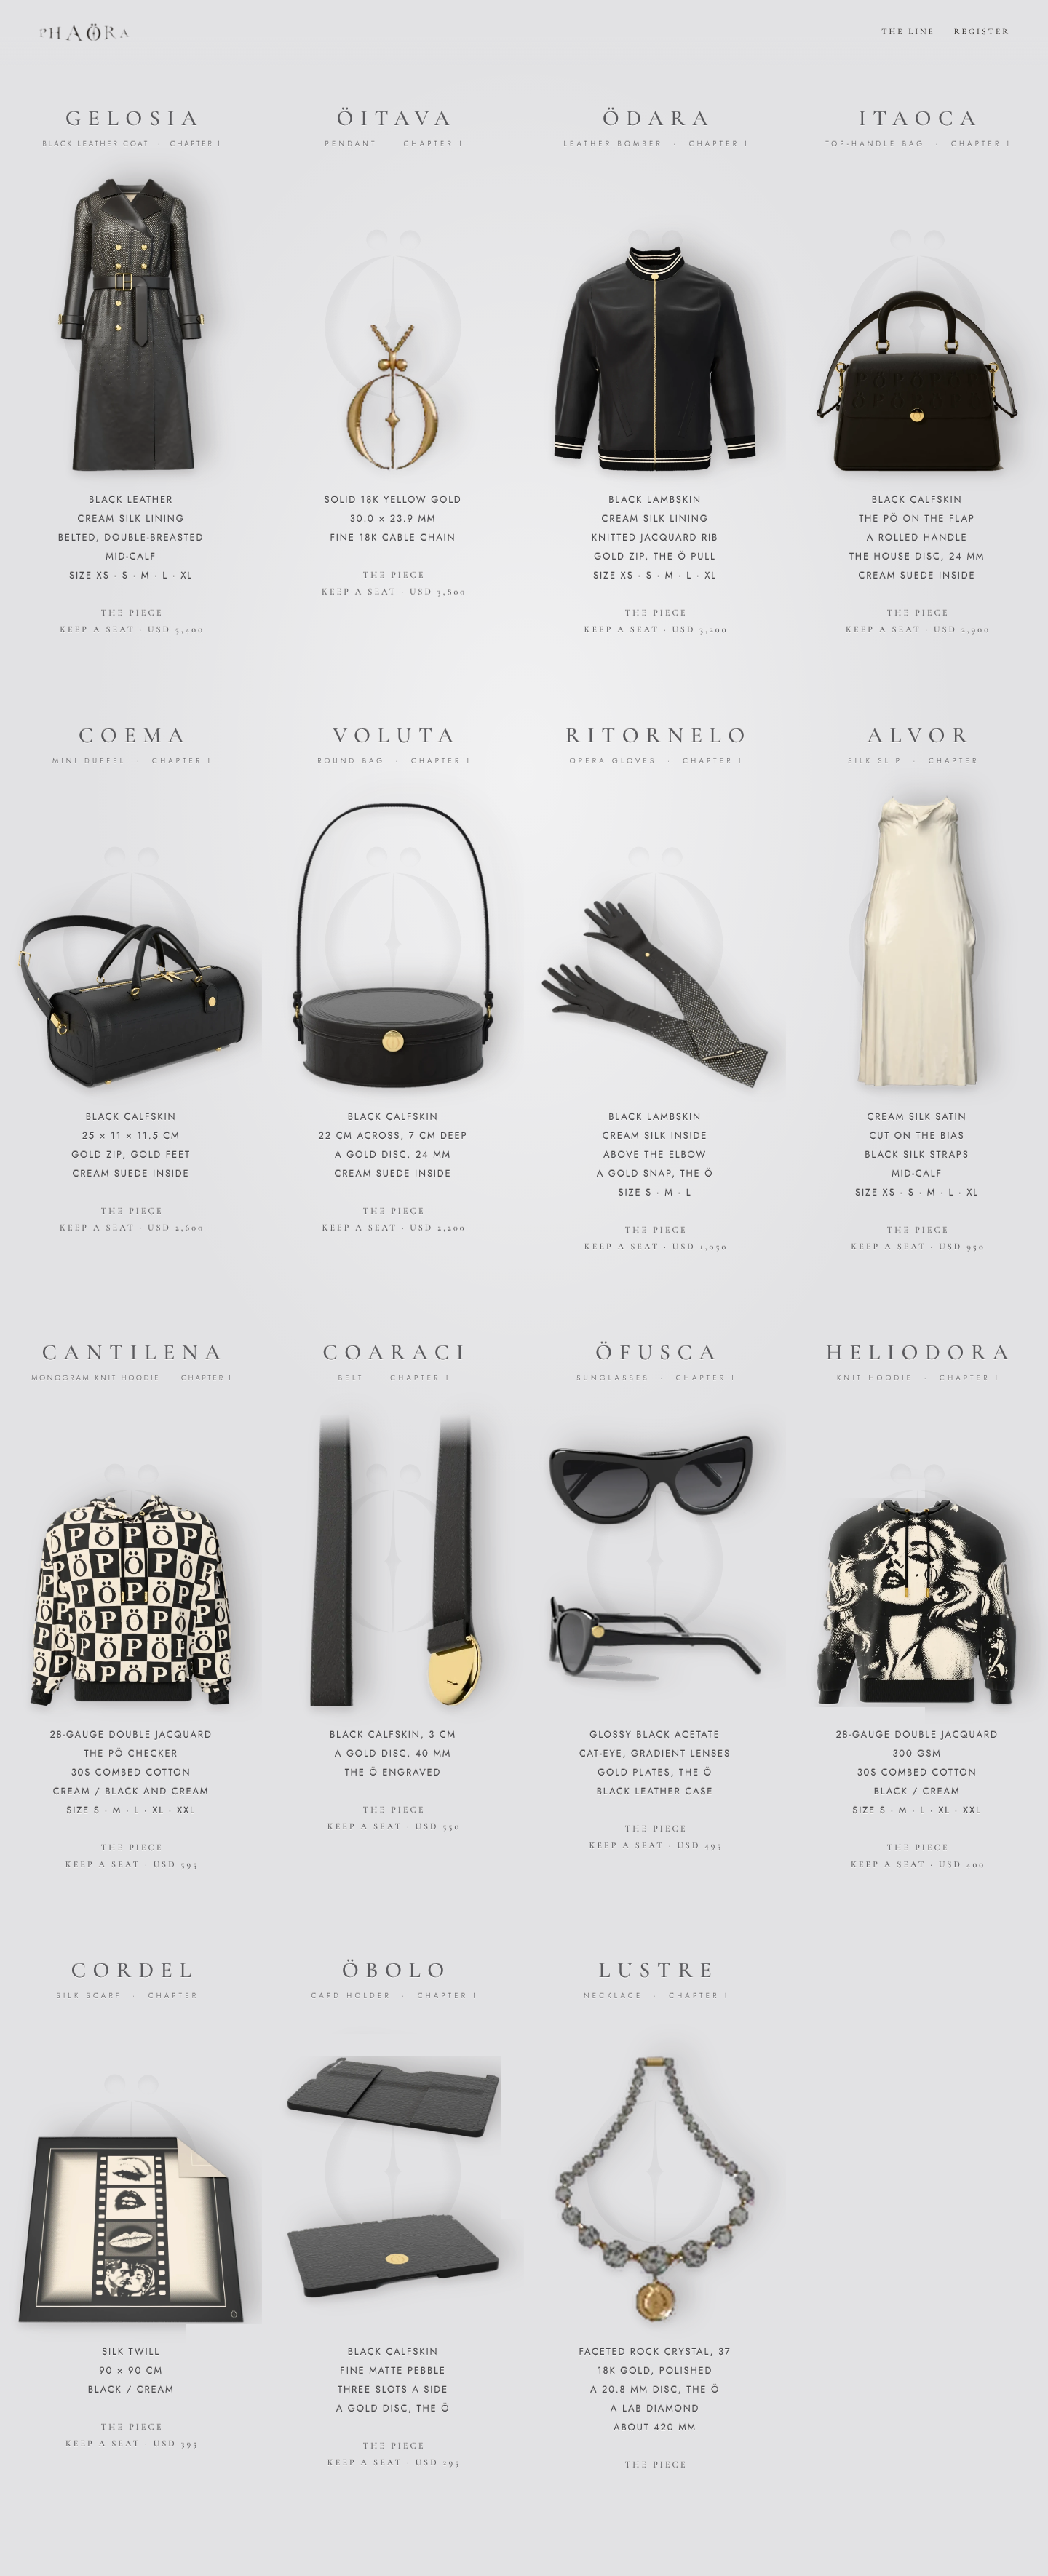 PHAÖRA
THE LINE REGISTER
GELOSIA
BLACK LEATHER COAT · CHAPTER I
BLACK LEATHER
CREAM SILK LINING
BELTED, DOUBLE-BREASTED
MID-CALF
SIZE XS · S · M · L · XL
THE PIECE
KEEP A SEAT · USD 5,400
ÖITAVA
PENDANT · CHAPTER I
SOLID 18K YELLOW GOLD
30.0 × 23.9 MM
FINE 18K CABLE CHAIN
THE PIECE
KEEP A SEAT · USD 3,800
ÖDARA
LEATHER BOMBER · CHAPTER I
BLACK LAMBSKIN
CREAM SILK LINING
KNITTED JACQUARD RIB
GOLD ZIP, THE Ö PULL
SIZE XS · S · M · L · XL
THE PIECE
KEEP A SEAT · USD 3,200
ITAOCA
TOP-HANDLE BAG · CHAPTER I
BLACK CALFSKIN
THE PÖ ON THE FLAP
A ROLLED HANDLE
THE HOUSE DISC, 24 MM
CREAM SUEDE INSIDE
THE PIECE
KEEP A SEAT · USD 2,900
COEMA
MINI DUFFEL · CHAPTER I
BLACK CALFSKIN
25 × 11 × 11.5 CM
GOLD ZIP, GOLD FEET
CREAM SUEDE INSIDE
THE PIECE
KEEP A SEAT · USD 2,600
VOLUTA
ROUND BAG · CHAPTER I
BLACK CALFSKIN
22 CM ACROSS, 7 CM DEEP
A GOLD DISC, 24 MM
CREAM SUEDE INSIDE
THE PIECE
KEEP A SEAT · USD 2,200
RITORNELO
OPERA GLOVES · CHAPTER I
BLACK LAMBSKIN
CREAM SILK INSIDE
ABOVE THE ELBOW
A GOLD SNAP, THE Ö
SIZE S · M · L
THE PIECE
KEEP A SEAT · USD 1,050
ALVOR
SILK SLIP · CHAPTER I
CREAM SILK SATIN
CUT ON THE BIAS
BLACK SILK STRAPS
MID-CALF
SIZE XS · S · M · L · XL
THE PIECE
KEEP A SEAT · USD 950
CANTILENA
MONOGRAM KNIT HOODIE · CHAPTER I
28-GAUGE DOUBLE JACQUARD
THE PÖ CHECKER
30S COMBED COTTON
CREAM / BLACK AND CREAM
SIZE S · M · L · XL · XXL
THE PIECE
KEEP A SEAT · USD 595
COARACI
BELT · CHAPTER I
BLACK CALFSKIN, 3 CM
A GOLD DISC, 40 MM
THE Ö ENGRAVED
THE PIECE
KEEP A SEAT · USD 550
ÖFUSCA
SUNGLASSES · CHAPTER I
GLOSSY BLACK ACETATE
CAT-EYE, GRADIENT LENSES
GOLD PLATES, THE Ö
BLACK LEATHER CASE
THE PIECE
KEEP A SEAT · USD 495
HELIODORA
KNIT HOODIE · CHAPTER I
28-GAUGE DOUBLE JACQUARD
300 GSM
30S COMBED COTTON
BLACK / CREAM
SIZE S · M · L · XL · XXL
THE PIECE
KEEP A SEAT · USD 400
CORDEL
SILK SCARF · CHAPTER I
SILK TWILL
90 × 90 CM
BLACK / CREAM
THE PIECE
KEEP A SEAT · USD 395
ÖBOLO
CARD HOLDER · CHAPTER I
BLACK CALFSKIN
FINE MATTE PEBBLE
THREE SLOTS A SIDE
A GOLD DISC, THE Ö
THE PIECE
KEEP A SEAT · USD 295
LUSTRE
NECKLACE · CHAPTER I
FACETED ROCK CRYSTAL, 37
18K GOLD, POLISHED
A 20.8 MM DISC, THE Ö
A LAB DIAMOND
ABOUT 420 MM
THE PIECE